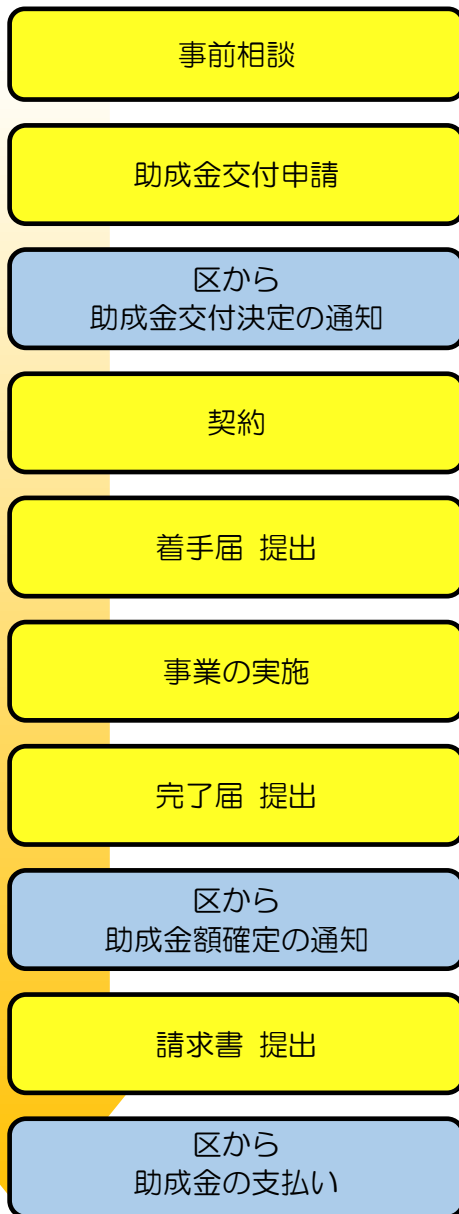 事前相談
助成金交付申請
区から
助成金交付決定の通知
契約
着手届 提出
事業の実施
完了届 提出
区から
助成金額確定の通知
請求書 提出
区から
助成金の支払い